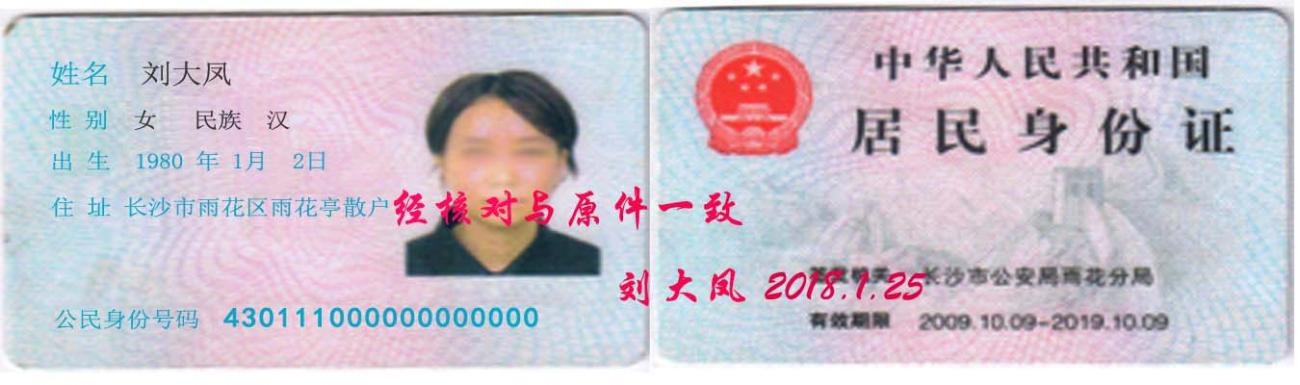 姓名 刘大凤
性别 女 民族 汉
出生 1980 年 1月 2日
住址 长沙市雨花区雨花亭散户
公民身份号码 430111000000000000
中华人民共和国
居民身份证
签发机关 长沙市公安局雨花分局
有效期限 2009.10.09-2019.10.09
经核对与原件一致
刘大凤 2018.1.25